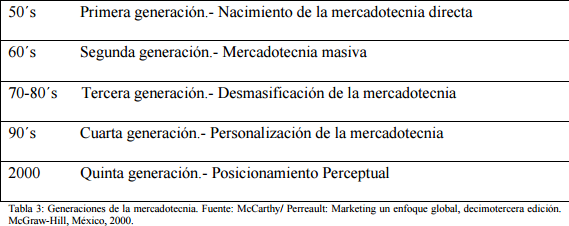 50´s Primera generación.- Nacimiento de la mercadotecnia directa
60´s Segunda generación.- Mercadotecnia masiva
70-80´s Tercera generación.- Desmasificación de la mercadotecnia
90´s Cuarta generación.- Personalización de la mercadotecnia
2000 Quinta generación.- Posicionamiento Perceptual
Tabla 3: Generaciones de la mercadotecnia. Fuente: McCarthy/ Perreault: Marketing un enfoque global, decimotercera edición.
McGraw-Hill, México, 2000.